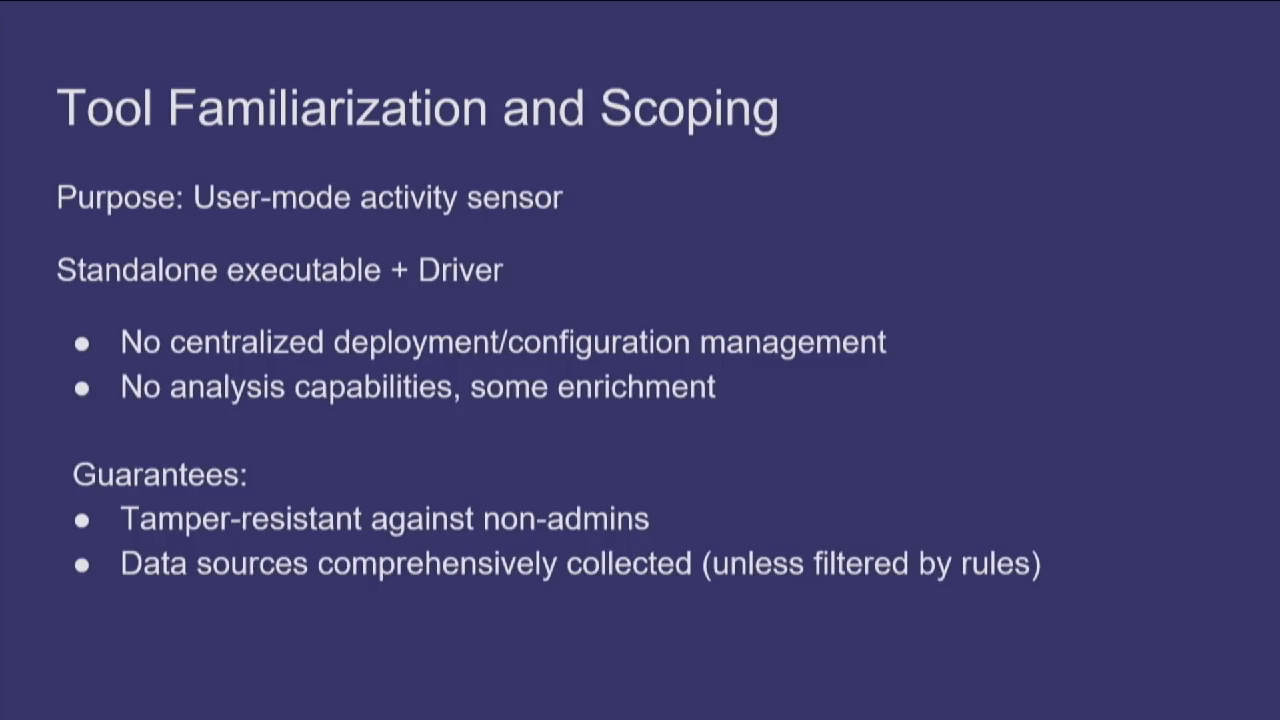 Tool Familiarization and Scoping
Purpose: User-mode activity sensor
Standalone executable + Driver
● No centralized deployment/configuration management
● No analysis capabilities, some enrichment
Guarantees:
● Tamper-resistant against non-admins
● Data sources comprehensively collected (unless filtered by rules)